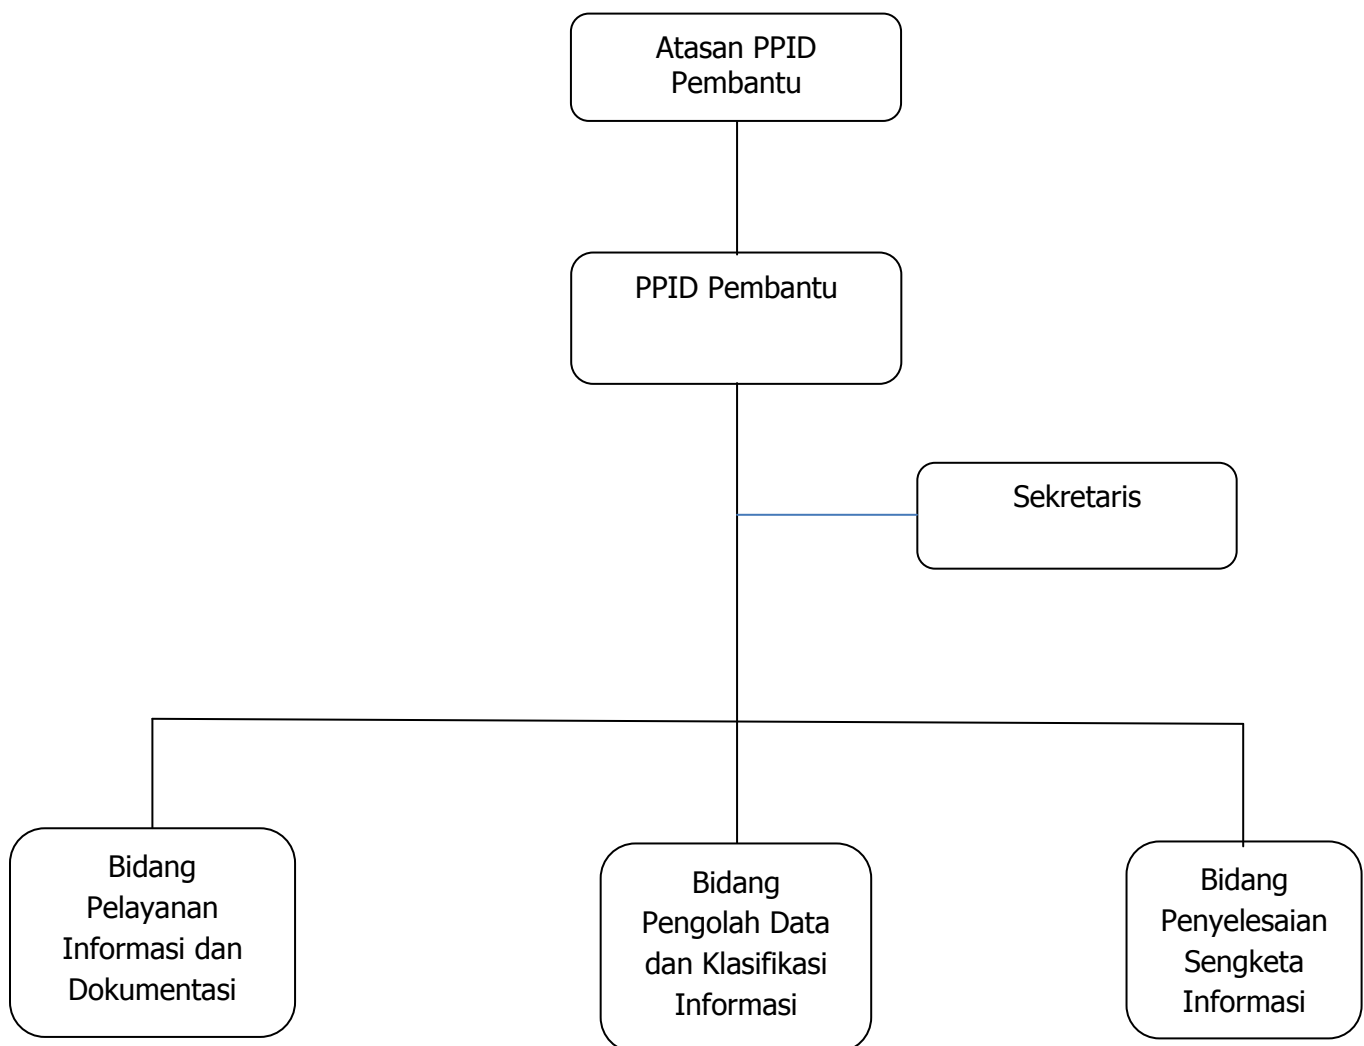 Atasan PPID
Pembantu
PPID Pembantu
Sekretaris
Bidang
Pelayanan
Informasi dan
Dokumentasi
Bidang
Pengolah Data
dan Klasifikasi
Informasi
Bidang
Penyelesaian
Sengketa
Informasi